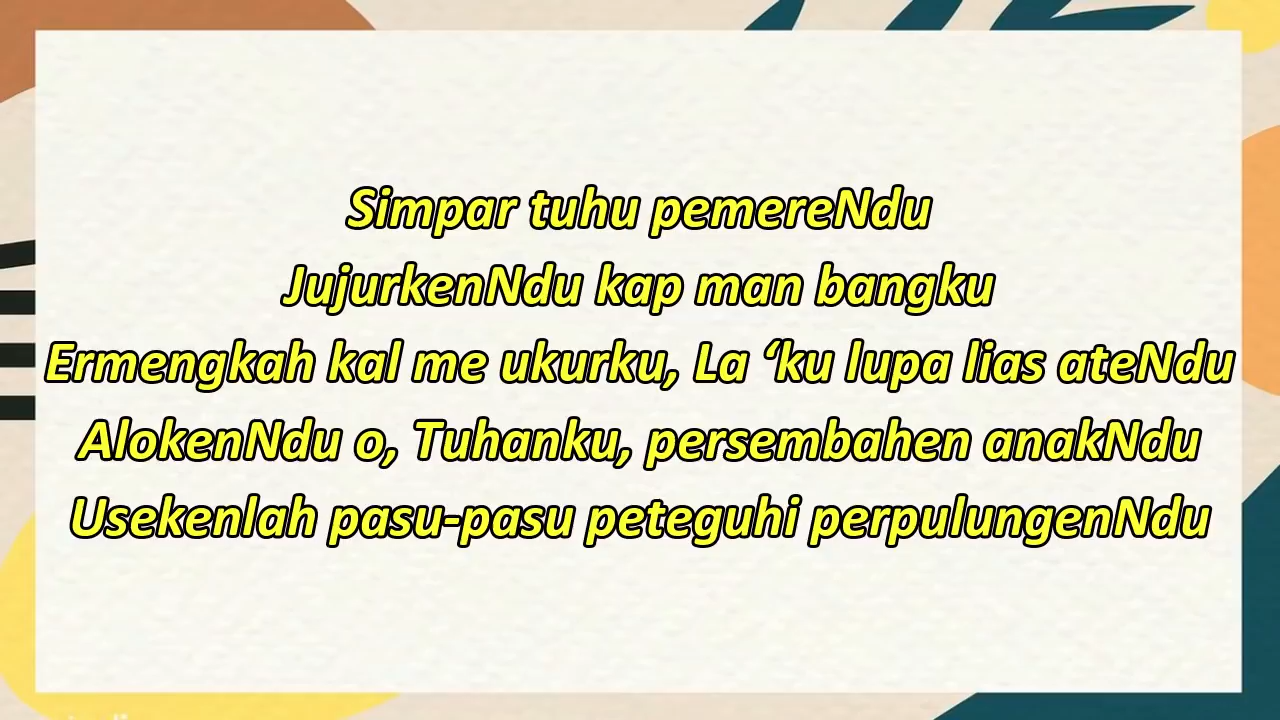 Simpar tuhu pemereNdu
JujurkenNdu kap man bangku
Ermengkah kal me ukurku, La ‘ku lupa lias ateNdu
AlokenNdu o, Tuhanku, persembahen anakNdu
Usekenlah pasu-pasu peteguhi perpulungenNdu